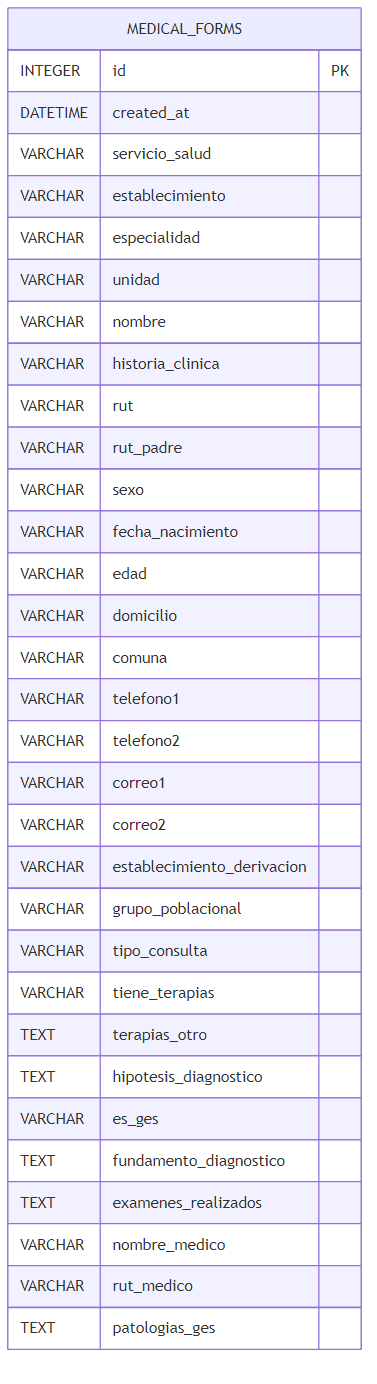 MEDICAL_FORMS
INTEGER id PK
DATETIME created_at
VARCHAR servicio_salud
VARCHAR establecimiento
VARCHAR especialidad
VARCHAR unidad
VARCHAR nombre
VARCHAR historia_clinica
VARCHAR rut
VARCHAR rut_padre
VARCHAR sexo
VARCHAR fecha_nacimiento
VARCHAR edad
VARCHAR domicilio
VARCHAR comuna
VARCHAR telefono1
VARCHAR telefono2
VARCHAR correo1
VARCHAR correo2
VARCHAR establecimiento_derivacion
VARCHAR grupo_poblacional
VARCHAR tipo_consulta
VARCHAR tiene_terapias
TEXT terapias_otro
TEXT hipotesis_diagnostico
VARCHAR es_ges
TEXT fundamento_diagnostico
TEXT examenes_realizados
VARCHAR nombre_medico
VARCHAR rut_medico
TEXT patologias_ges